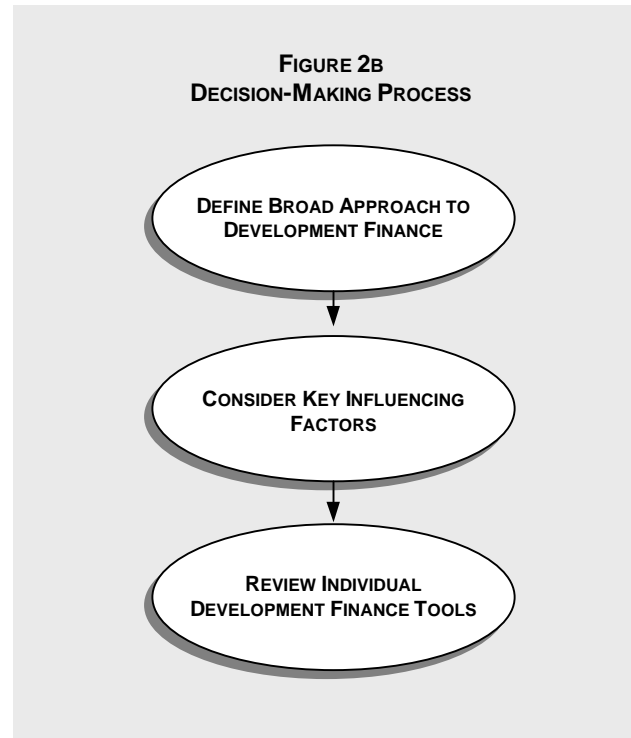 FIGURE 2B
DECISION-MAKING PROCESS
DEFINE BROAD APPROACH TO
DEVELOPMENT FINANCE
CONSIDER KEY INFLUENCING
FACTORS
REVIEW INDIVIDUAL
DEVELOPMENT FINANCE TOOLS